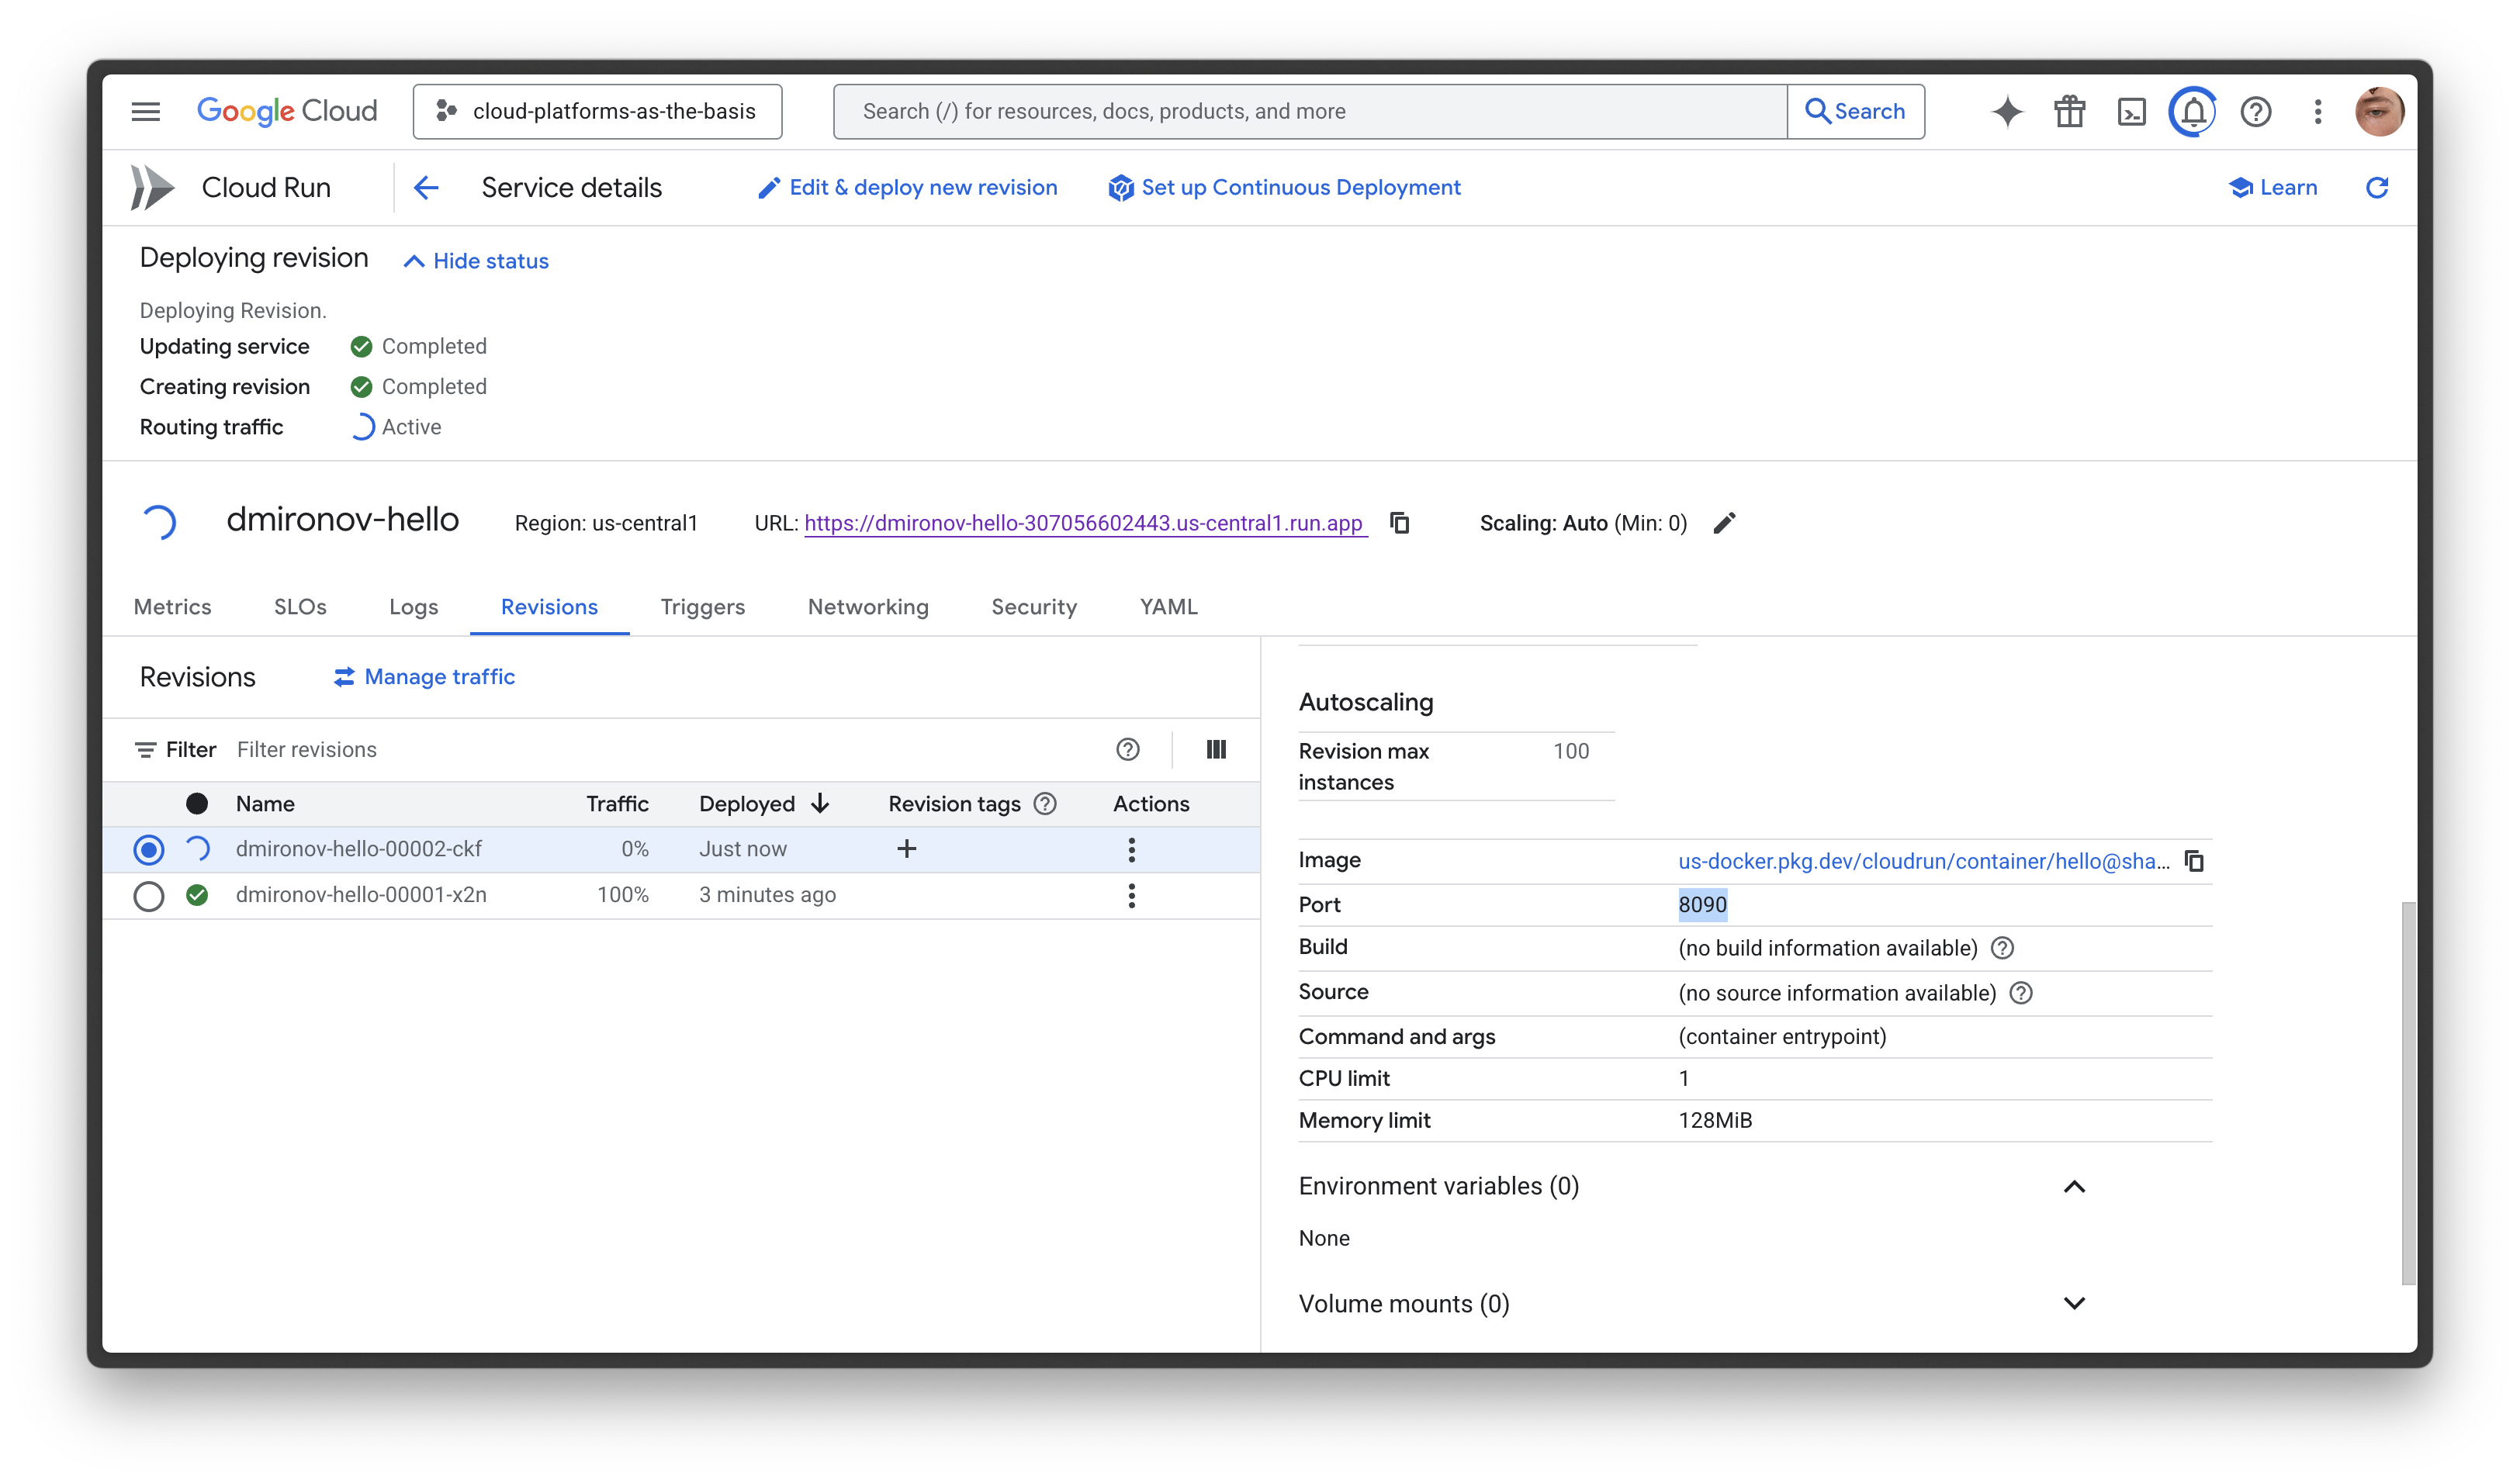 Google Cloud
cloud-platforms-as-the-basis
Search (/) for resources, docs, products, and more
Search
Cloud Run
Service details
Edit & deploy new revision
Set up Continuous Deployment
Learn
Deploying revision
Hide status
Deploying Revision.
Updating service Completed
Creating revision Completed
Routing traffic Active
dmironov-hello
Region: us-central1
URL: https://dmironov-hello-307056602443.us-central1.run.app
Scaling: Auto (Min: 0)
Metrics SLOs Logs Revisions Triggers Networking Security YAML
Revisions
Manage traffic
Filter Filter revisions
Name Traffic Deployed Revision tags Actions
dmironov-hello-00002-ckf 0% Just now
dmironov-hello-00001-x2n 100% 3 minutes ago
Autoscaling
Revision max 100
instances
Image us-docker.pkg.dev/cloudrun/container/hello@sha...
Port 8090
Build (no build information available)
Source (no source information available)
Command and args (container entrypoint)
CPU limit 1
Memory limit 128MiB
Environment variables (0)
None
Volume mounts (0)